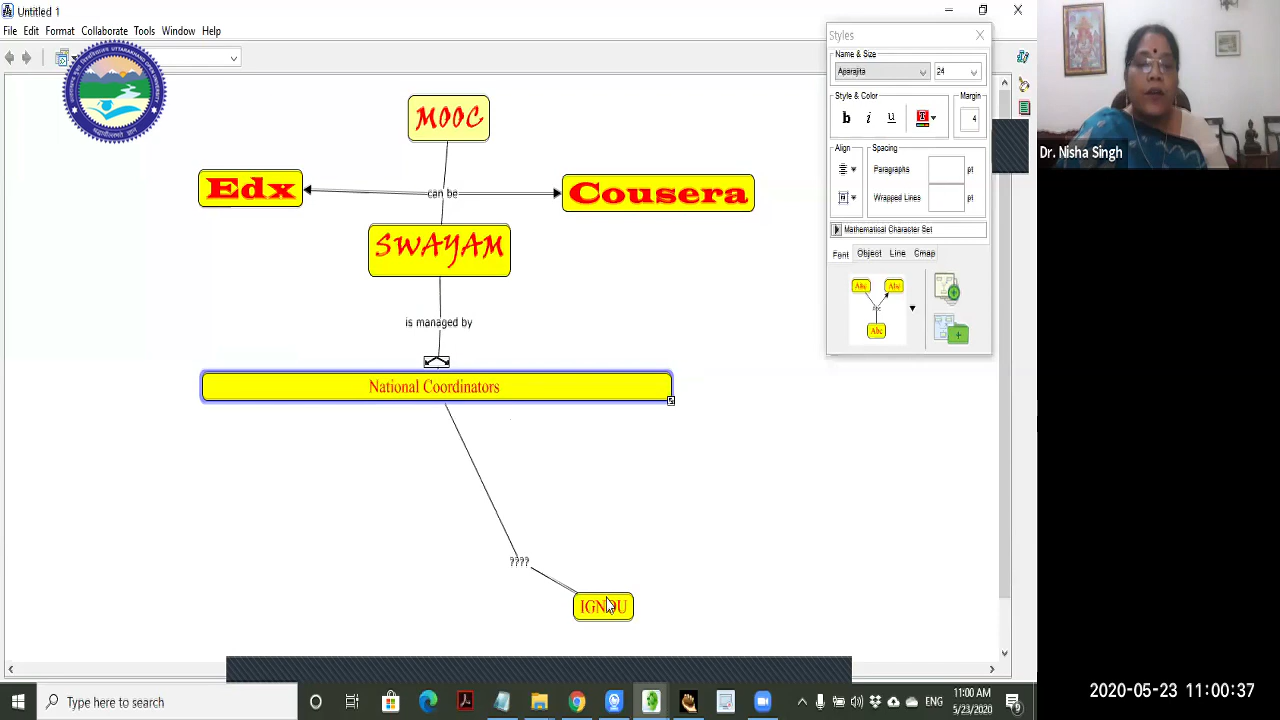 Untitled 1
File Edit Format Collaborate Tools Window Help
Styles
Name & Size
Aparajita 24
Style & Color Margin
b i U T 4
Align Spacing
Paragraphs pt
Wrapped Lines pt
Mathematical Character Set
Font Object Line Cmap
Abc Abc
Abc
MOOC
Edx can be Cousera
SWAYAM
is managed by
National Coordinators
????
IGNOU
Dr. Nisha Singh
Type here to search
ENG
11:00 AM
5/23/2020
2020-05-23 11:00:37